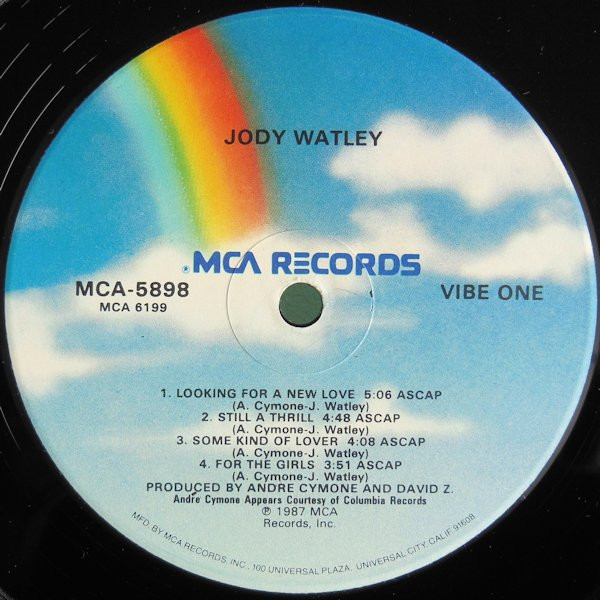 JODY WATLEY
MCA RECORDS
MCA-5898
MCA 6199
VIBE ONE
1. LOOKING FOR A NEW LOVE 5:06 ASCAP
(A. Cymone-J. Watley)
2. STILL A THRILL 4:48 ASCAP
(A. Cymone-J. Watley)
3. SOME KIND OF LOVER 4:08 ASCAP
(A. Cymone-J. Watley)
4. FOR THE GIRLS 3:51 ASCAP
(A. Cymone-J. Watley)
PRODUCED BY ANDRE CYMONE AND DAVID Z.
Andre Cymone Appears Courtesy of Columbia Records
℗ 1987 MCA
Records, Inc.
MFD. BY MCA RECORDS, INC., 100 UNIVERSAL PLAZA, UNIVERSAL CITY, CALIF. 91608